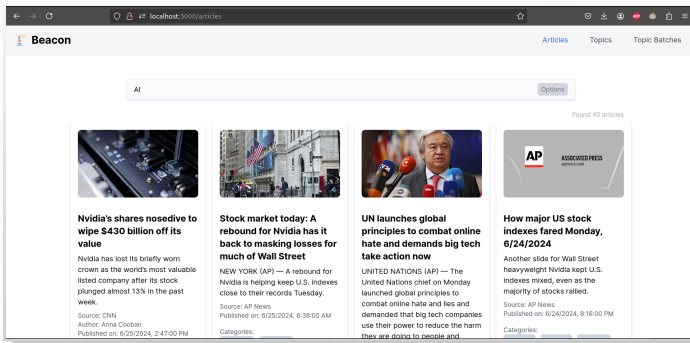 localhost:3000/articles
Beacon
Articles Topics Topic Batches
AI
Options
Found 40 articles
Nvidia's shares nosedive to
wipe $430 billion off its
value
Nvidia has lost its briefly worn
crown as the world's most valuable
listed company after its stock
plunged almost 13% in the past
week.
Source: CNN
Author: Anna Cooban
Published on: 6/25/2024, 2:47:00 PM
Stock market today: A
rebound for Nvidia has it
back to masking losses for
much of Wall Street
NEW YORK (AP) — A rebound for
Nvidia is helping keep U.S. indexes
close to their records Tuesday.
Source: AP News
Published on: 6/25/2024, 6:38:00 AM
Categories:
UN launches global
principles to combat online
hate and demands big tech
take action now
UNITED NATIONS (AP) — The
United Nations chief on Monday
launched global principles to
combat online hate and lies and
demanded that big tech companies
use their power to reduce the harm
they are doing to people and
AP
ASSOCIATED PRESS
apnews.com
How major US stock
indexes fared Monday,
6/24/2024
Another slide for Wall Street
heavyweight Nvidia kept U.S.
indexes mixed, even as the
majority of stocks rallied.
Source: AP News
Published on: 6/24/2024, 8:16:00 PM
Categories: